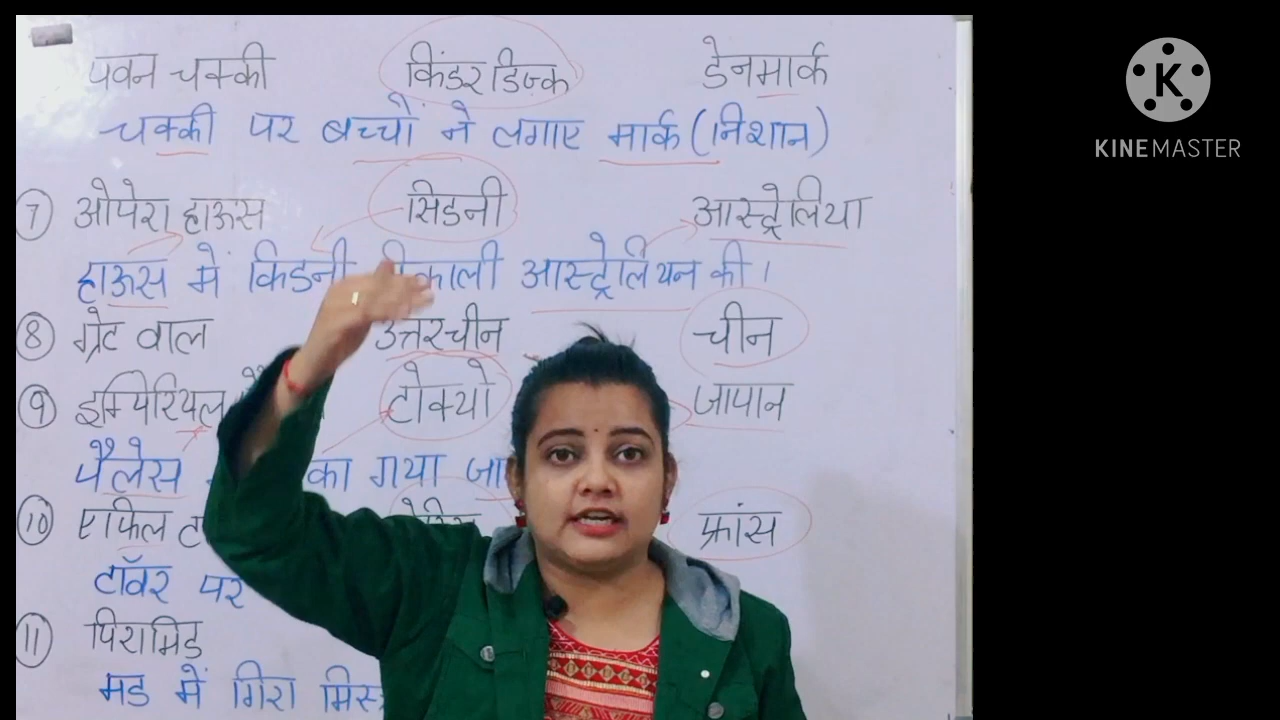 पवन चक्की किंडरडिज्क डेनमार्क
चक्की पर बच्चों ने लगाए मार्क (निशान)
7 ओपेरा हाऊस सिडनी आस्ट्रेलिया
हाऊस में किडनी आस्ट्रेलियन की।
8 ग्रेट वाल उत्तरचीन चीन
9 इम्पिरियल टोक्यो जापान
पैलेस गया
10 एफिल फ्रांस
टॉवर पर
11 पिरामिड
मड में गिरा
K
KINEMASTER